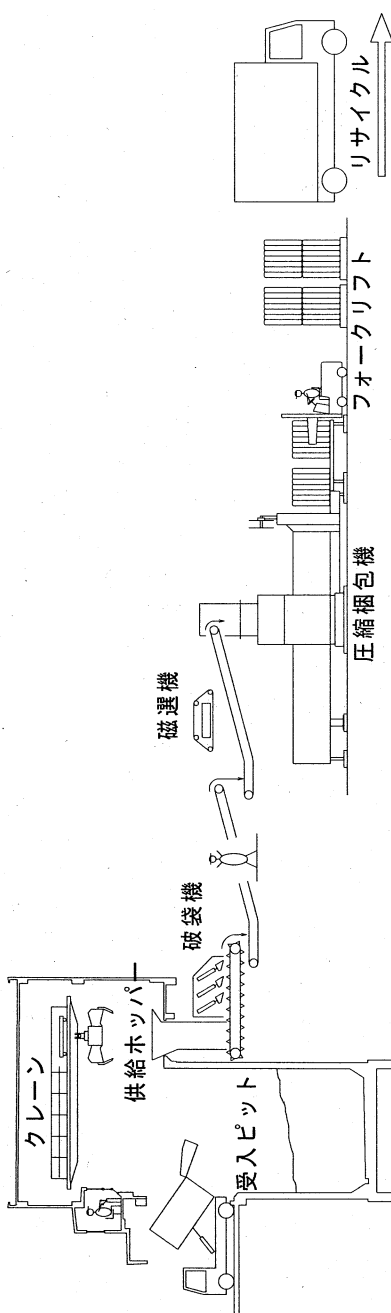 クレーン
供給ホッパー
受入ピット
破袋機
磁選機
圧縮梱包機
フォークリフト
リサイクル